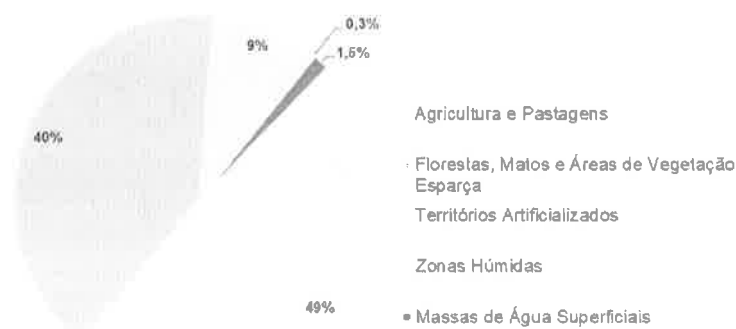 0,3%
9%
1,5%
40%
Agricultura e Pastagens
Florestas, Matos e Áreas de Vegetação
Esparça
Territórios Artificializados
Zonas Húmidas
49%
Massas de Água Superficiais